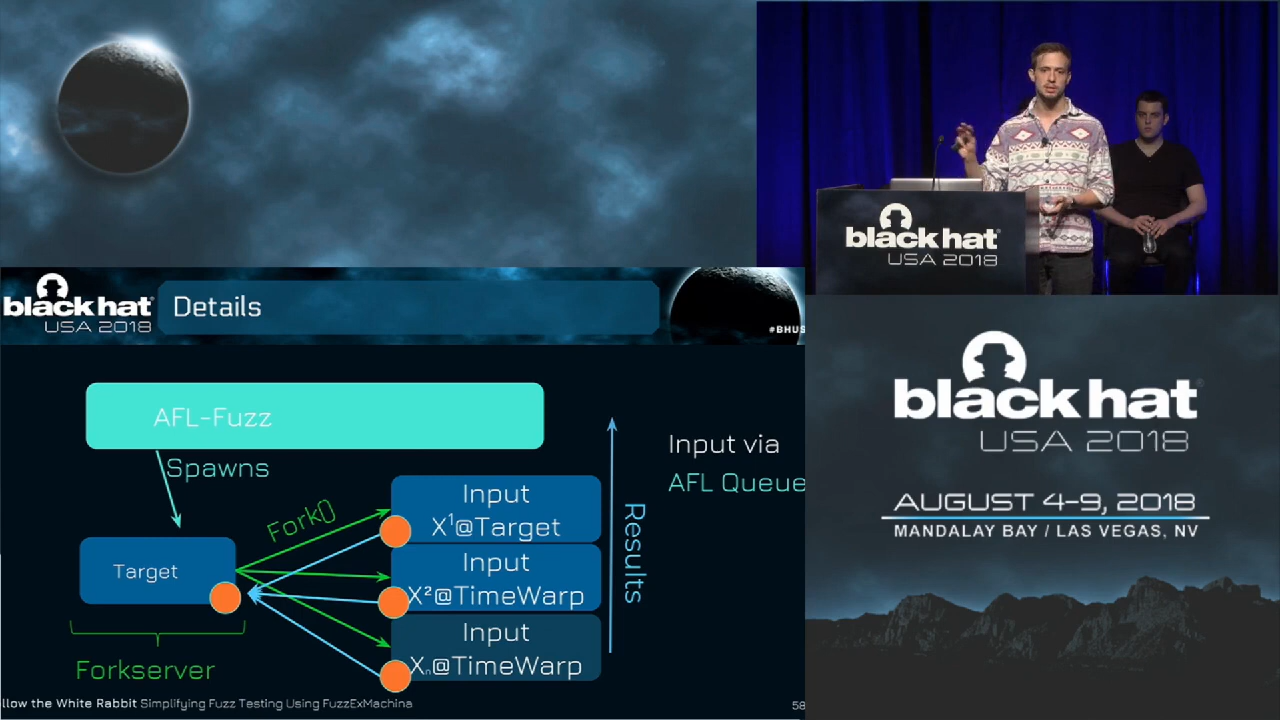 black hat
USA 2018
black hat
USA 2018
Details
#BHUS
AFL-Fuzz
Spawns
Fork()
Target
Forkserver
Input
X¹@Target
Input
X²@TimeWarp
Input
Xₙ@TimeWarp
Results
Input via
AFL Queue
llow the White Rabbit Simplifying Fuzz Testing Using FuzzExMachina
58
black hat
USA 2018
AUGUST 4-9, 2018
MANDALAY BAY / LAS VEGAS, NV